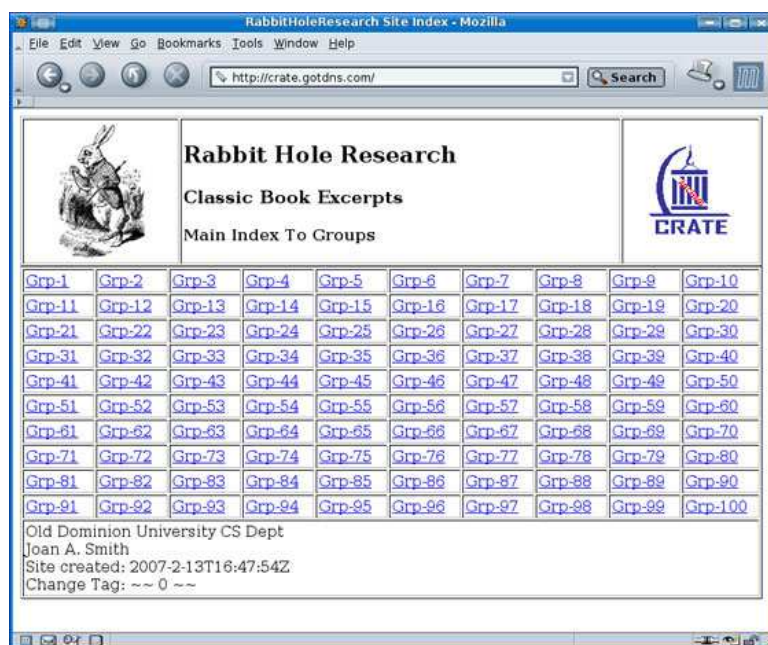 RabbitHoleResearch Site Index - Mozilla
File Edit View Go Bookmarks Tools Window Help
http://crate.gotdns.com/ Search
Rabbit Hole Research
Classic Book Excerpts
Main Index To Groups
CRATE
Grp-1 Grp-2 Grp-3 Grp-4 Grp-5 Grp-6 Grp-7 Grp-8 Grp-9 Grp-10
Grp-11 Grp-12 Grp-13 Grp-14 Grp-15 Grp-16 Grp-17 Grp-18 Grp-19 Grp-20
Grp-21 Grp-22 Grp-23 Grp-24 Grp-25 Grp-26 Grp-27 Grp-28 Grp-29 Grp-30
Grp-31 Grp-32 Grp-33 Grp-34 Grp-35 Grp-36 Grp-37 Grp-38 Grp-39 Grp-40
Grp-41 Grp-42 Grp-43 Grp-44 Grp-45 Grp-46 Grp-47 Grp-48 Grp-49 Grp-50
Grp-51 Grp-52 Grp-53 Grp-54 Grp-55 Grp-56 Grp-57 Grp-58 Grp-59 Grp-60
Grp-61 Grp-62 Grp-63 Grp-64 Grp-65 Grp-66 Grp-67 Grp-68 Grp-69 Grp-70
Grp-71 Grp-72 Grp-73 Grp-74 Grp-75 Grp-76 Grp-77 Grp-78 Grp-79 Grp-80
Grp-81 Grp-82 Grp-83 Grp-84 Grp-85 Grp-86 Grp-87 Grp-88 Grp-89 Grp-90
Grp-91 Grp-92 Grp-93 Grp-94 Grp-95 Grp-96 Grp-97 Grp-98 Grp-99 Grp-100
Old Dominion University CS Dept
Joan A. Smith
Site created: 2007-2-13T16:47:54Z
Change Tag: ~~ 0 ~~